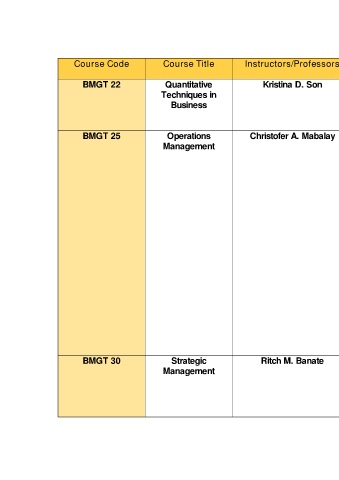 Course Code Course Title Instructors/Professors
BMGT 22 Quantitative Kristina D. Son
Techniques in
Business
BMGT 25 Operations Christofer A. Mabalay
Management
BMGT 30 Strategic Ritch M. Banate
Management